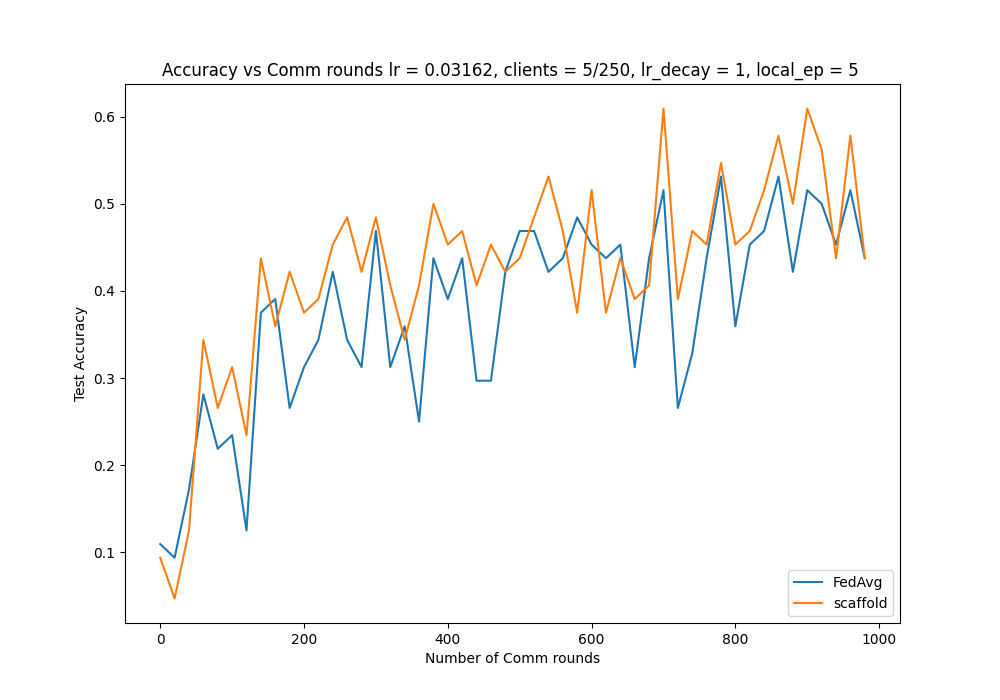 Accuracy vs Comm rounds lr = 0.03162, clients = 5/250, lr_decay = 1, local_ep = 5
0.6
0.5
0.4
0.3
0.2
0.1
Test Accuracy
FedAvg
scaffold
0 200 400 600 800 1000
Number of Comm rounds